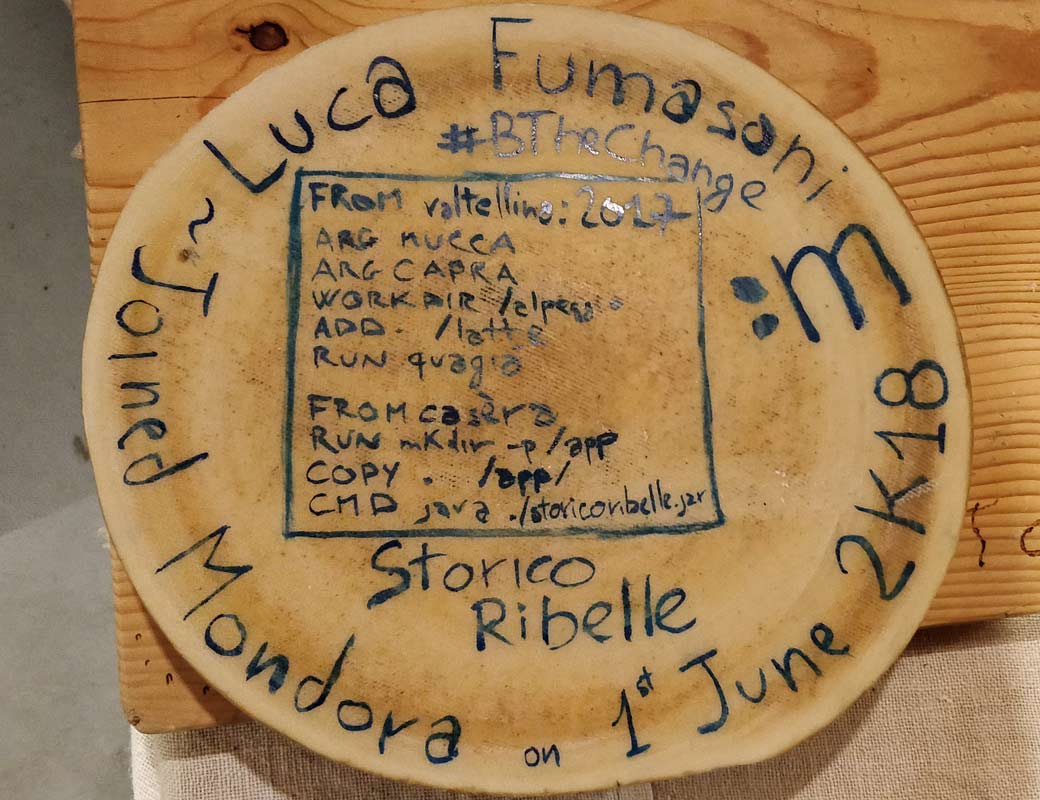 Luca Fumasoni
#BTheChange
:m
FROM valtellina:2017
ARG MUCCA
ARG CAPRA
WORKDIR /alpeggio
ADD . /latte
RUN quagia
FROM casèra
RUN mkdir -p /app
COPY . /app/
CMD java ./storicoribelle.jar
Storico
Ribelle
~ Joined Mondora on 1st June 2K18